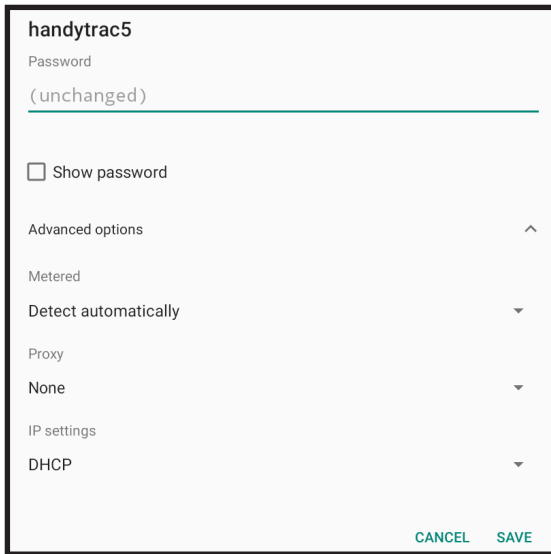 handytrac5
Password
(unchanged)
Show password
Advanced options
Metered
Detect automatically
Proxy
None
IP settings
DHCP
CANCEL SAVE